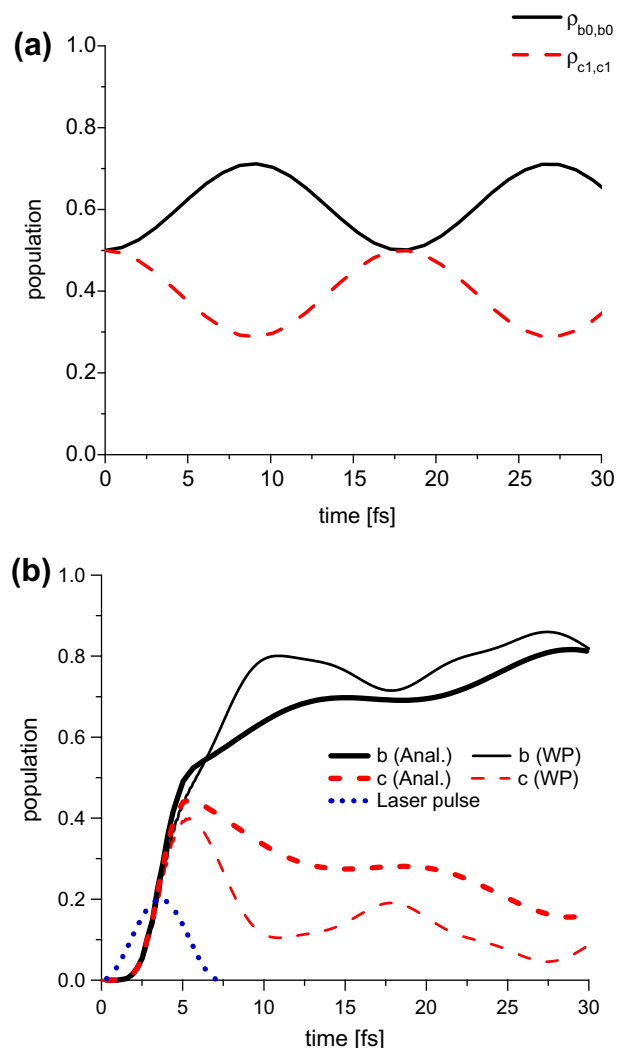 (a)
ρb0,b0
ρc1,c1
1.0
0.8
0.6
0.4
0.2
0.0
population
0 5 10 15 20 25 30
time [fs]
(b)
1.0
0.8
0.6
0.4
0.2
0.0
population
b (Anal.) b (WP)
c (Anal.) c (WP)
Laser pulse
0 5 10 15 20 25 30
time [fs]